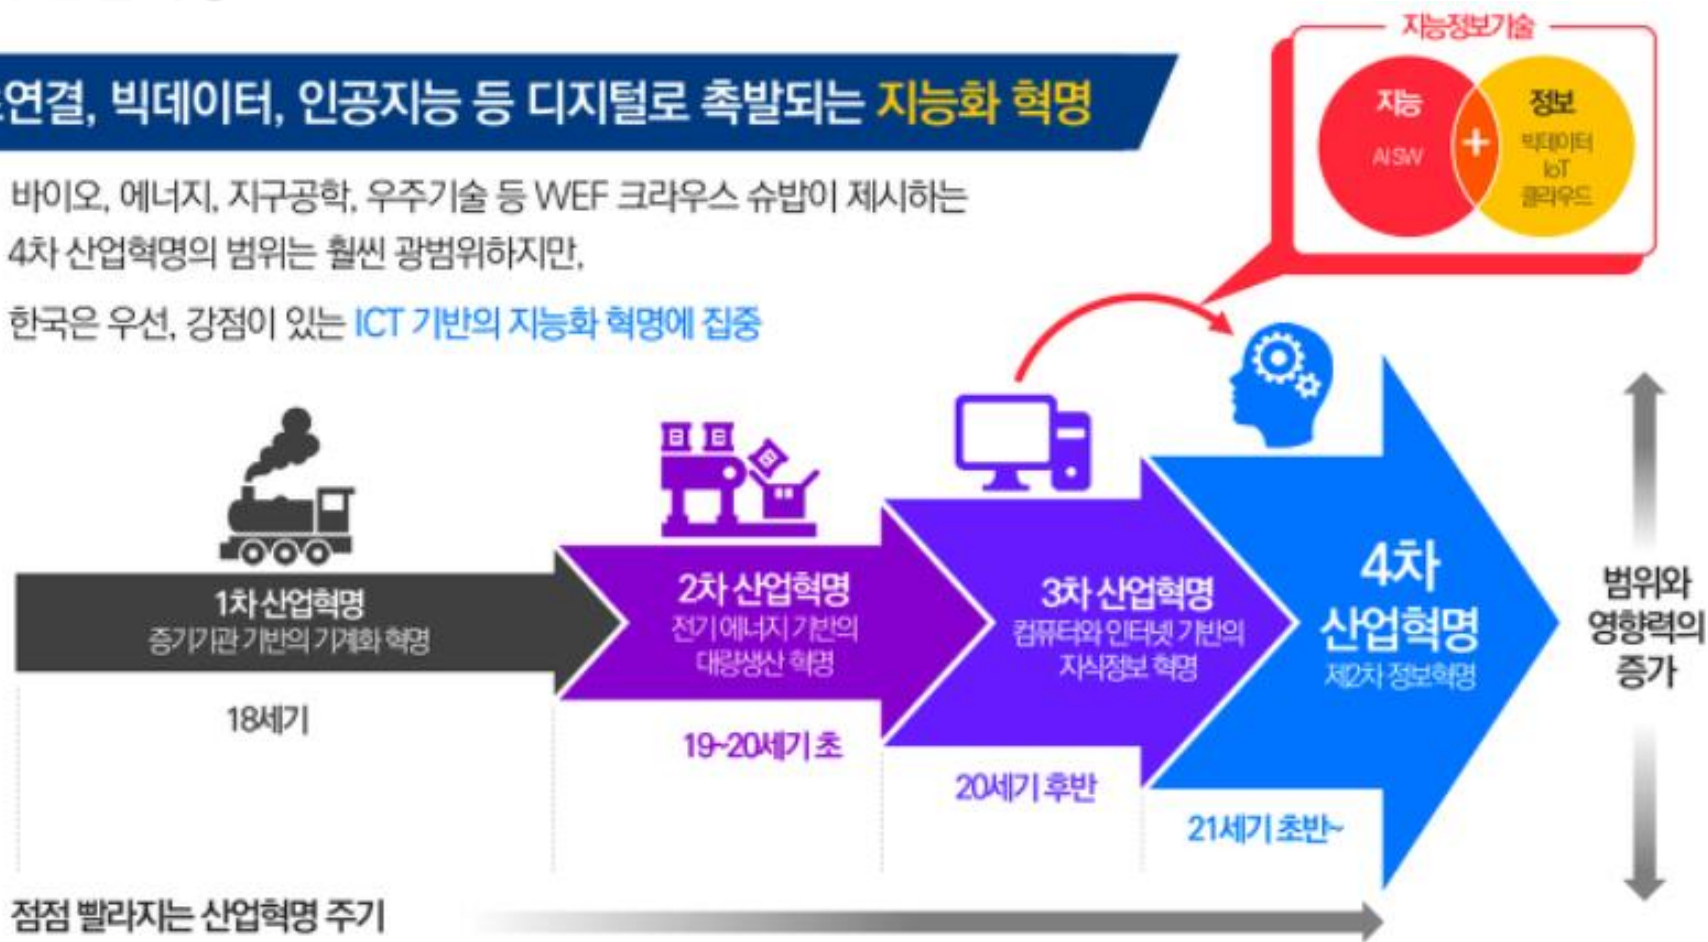 연결, 빅데이터, 인공지능 등 디지털로 촉발되는 지능화 혁명
바이오, 에너지, 지구공학, 우주기술 등 WEF 크라우스 슈밥이 제시하는
4차 산업혁명의 범위는 훨씬 광범위하지만,
한국은 우선, 강점이 있는 ICT 기반의 지능화 혁명에 집중
지능정보기술
지능
AI SW
+
정보
빅데이터
IoT
클라우드
1차 산업혁명
증기기관 기반의 기계화 혁명
18세기
2차 산업혁명
전기 에너지 기반의
대량생산 혁명
19~20세기 초
3차 산업혁명
컴퓨터와 인터넷 기반의
지식정보 혁명
20세기 후반
4차
산업혁명
제2차 정보혁명
21세기 초반~
범위와
영향력의
증가
점점 빨라지는 산업혁명 주기